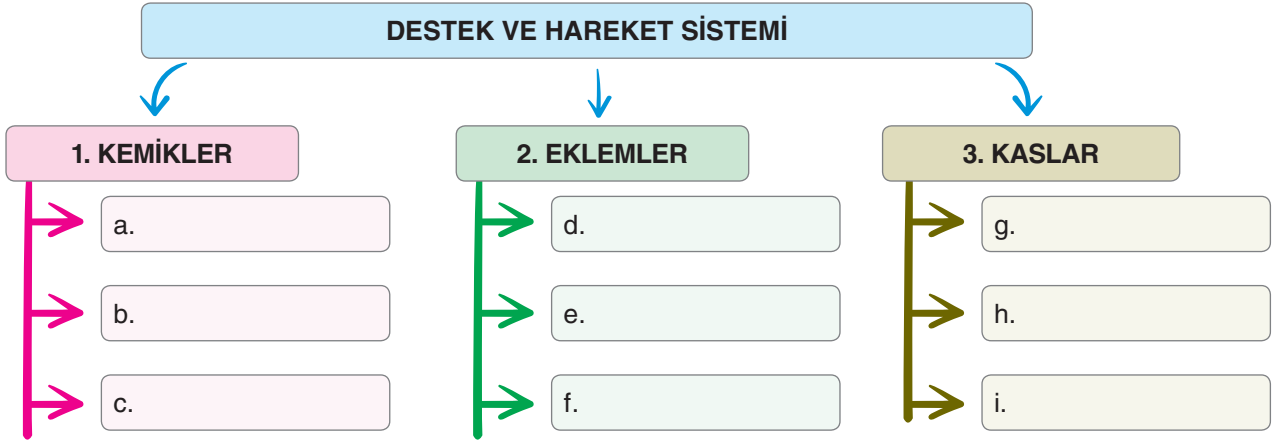 DESTEK VE HAREKET SİSTEMİ
1. KEMİKLER
a.
b.
c.
2. EKLEMLER
d.
e.
f.
3. KASLAR
g.
h.
i.